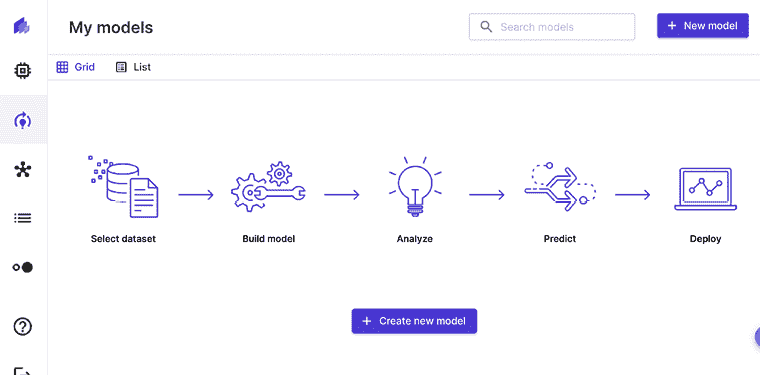 My models
Search models
+ New model
Grid
List
Select dataset
Build model
Analyze
Predict
Deploy
+ Create new model